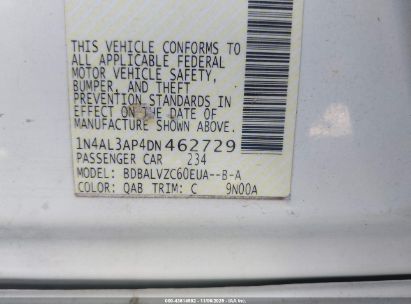 THIS VEHICLE CONFORMS TO
ALL APPLICABLE FEDERAL
MOTOR VEHICLE SAFETY,
BUMPER, AND THEFT
PREVENTION STANDARDS IN
EFFECT ON THE DATE OF
MANUFACTURE SHOWN ABOVE.
1N4AL3AP4DN462729
PASSENGER CAR 234
MODEL: BDBALVZC60EUA--B-A
COLOR: QAB TRIM: C 9N00A